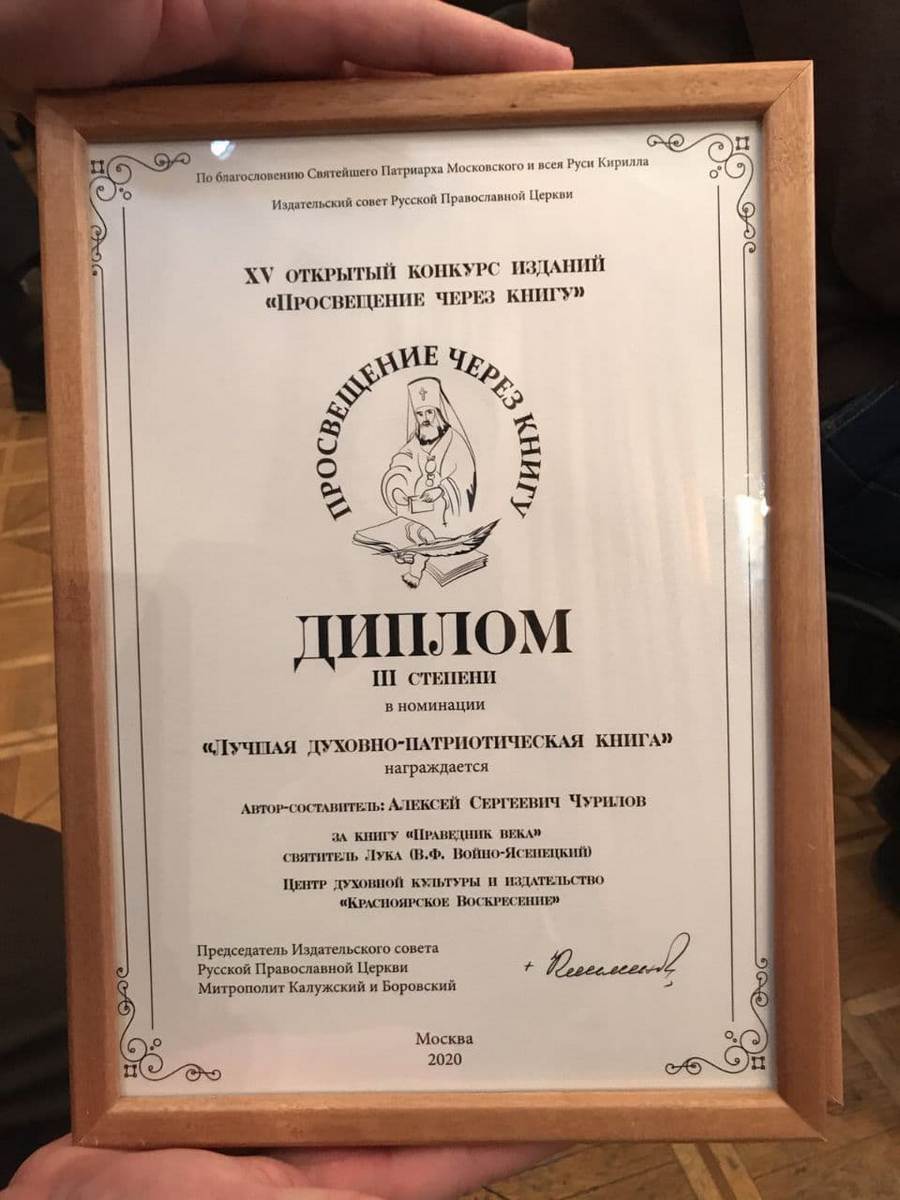 По благословению Святейшего Патриарха Московского и всея Руси Кирилла
Издательский совет Русской Православной Церкви
XV ОТКРЫТЫЙ КОНКУРС ИЗДАНИЙ
«ПРОСВЕЩЕНИЕ ЧЕРЕЗ КНИГУ»
ПРОСВЕЩЕНИЕ ЧЕРЕЗ КНИГУ
ДИПЛОМ
III СТЕПЕНИ
в номинации
«ЛУЧШАЯ ДУХОВНО-ПАТРИОТИЧЕСКАЯ КНИГА»
награждается
АВТОР-СОСТАВИТЕЛЬ: АЛЕКСЕЙ СЕРГЕЕВИЧ ЧУРИЛОВ
ЗА КНИГУ «ПРАВЕДНИК ВЕКА»
СВЯТИТЕЛЬ ЛУКА (В.Ф. ВОЙНО-ЯСЕНЕЦКИЙ)
ЦЕНТР ДУХОВНОЙ КУЛЬТУРЫ И ИЗДАТЕЛЬСТВО
«КРАСНОЯРСКОЕ ВОСКРЕСЕНИЕ»
Председатель Издательского совета
Русской Православной Церкви
Митрополит Калужский и Боровский
Москва
2020